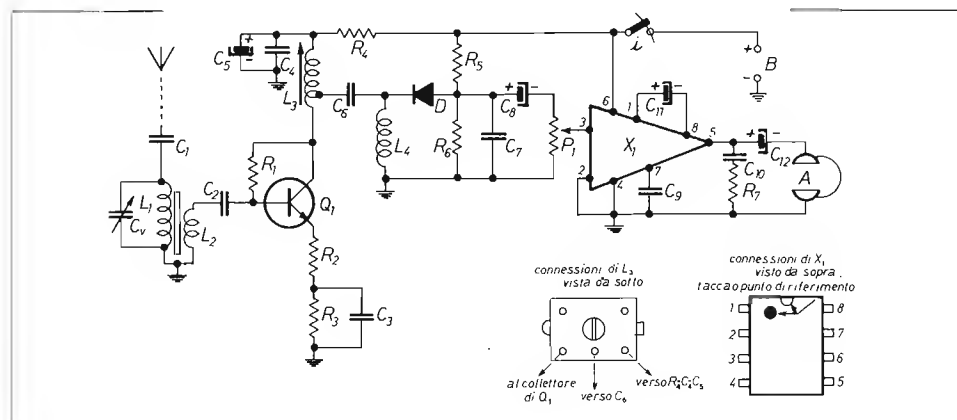 C5
+
-
C4
L3
R4
i
+
B
-
R5
C6
D
L4
R6
C7
+ -
C8
P1
6
1
+ -
C11
8
3
X1
5
2
4
7
C9
+ -
C12
C10
R7
A
C1
L1
Cv
L2
C2
R1
Q1
R2
R3
C3
connessioni di L3
vista da sotto
al collettore
di Q1
verso C6
verso R4-C4-C5
connessioni di X1
visto da sopra
tacca o punto di riferimento
1
2
3
4
8
7
6
5